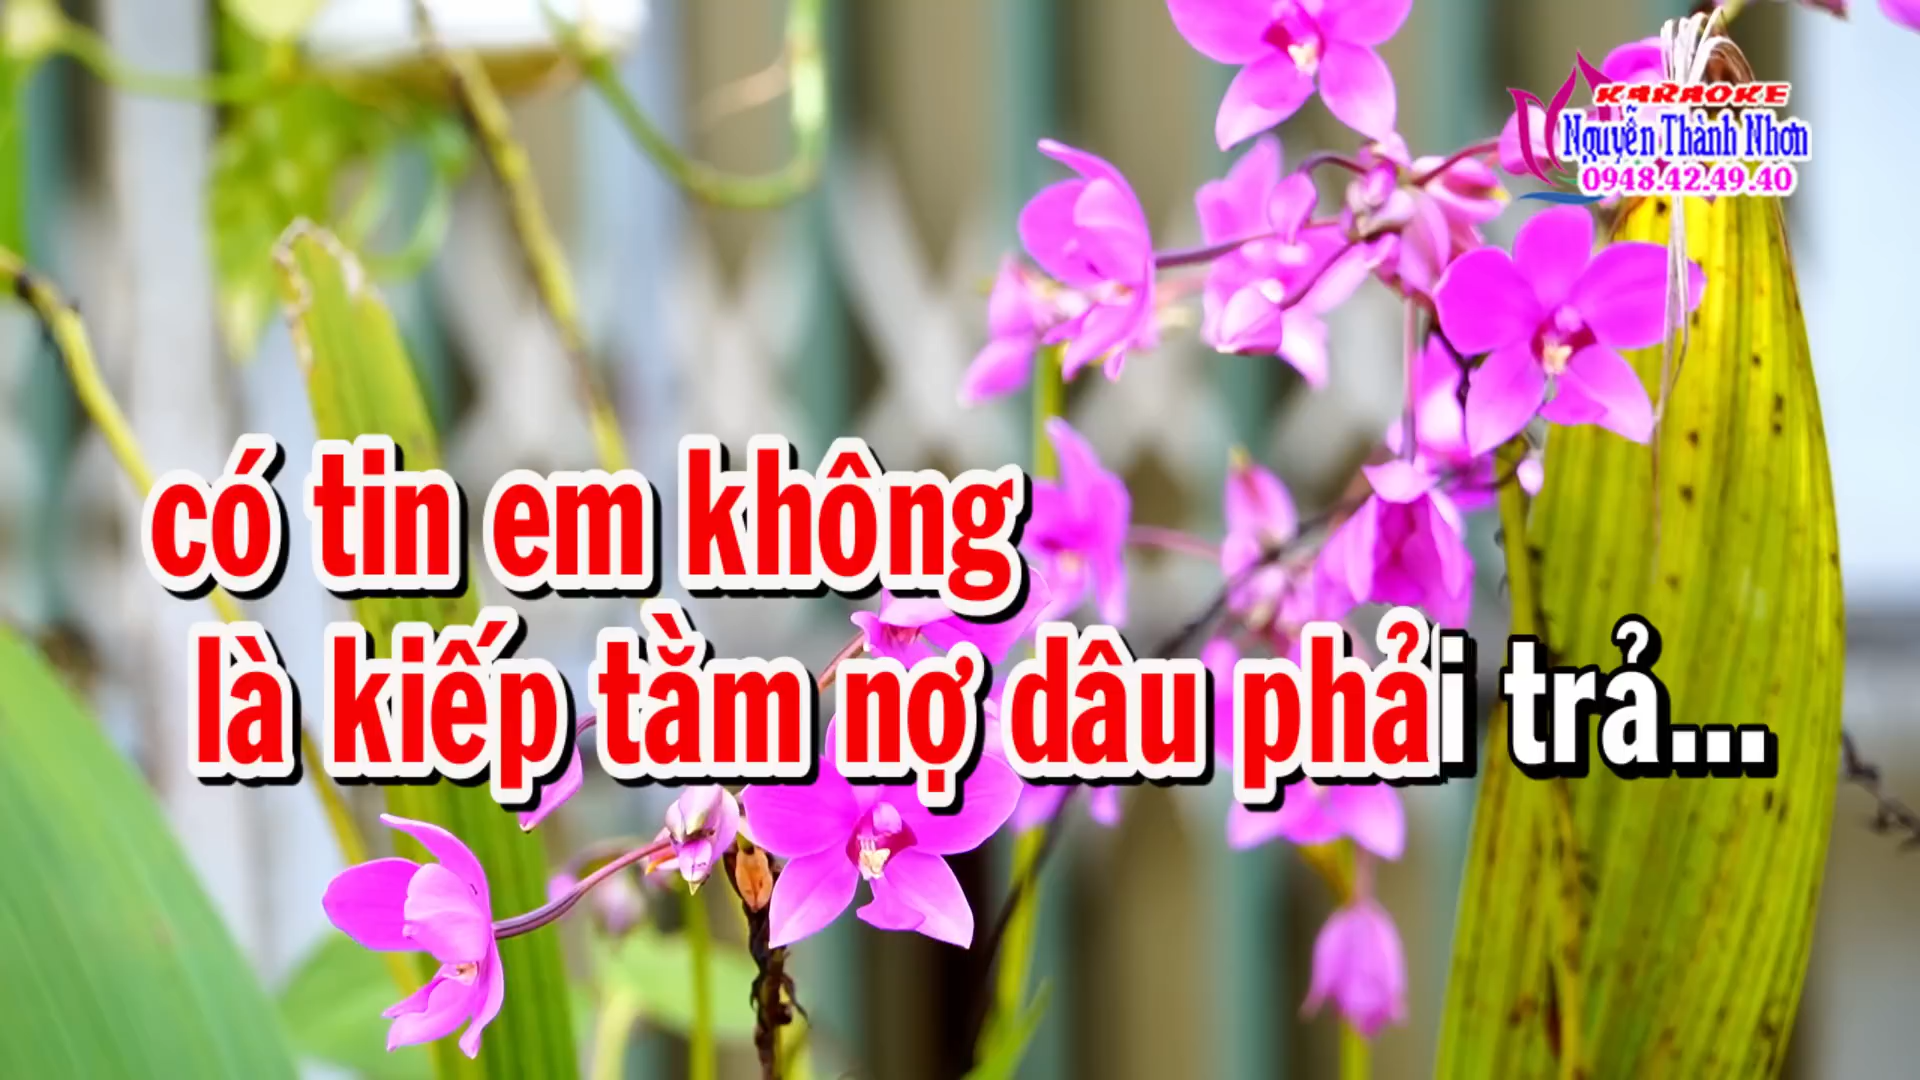 KARAOKE
Nguyễn Thành Nhơn
0948.42.49.40
có tin em không
là kiếp tằm nợ dâu phải trả...